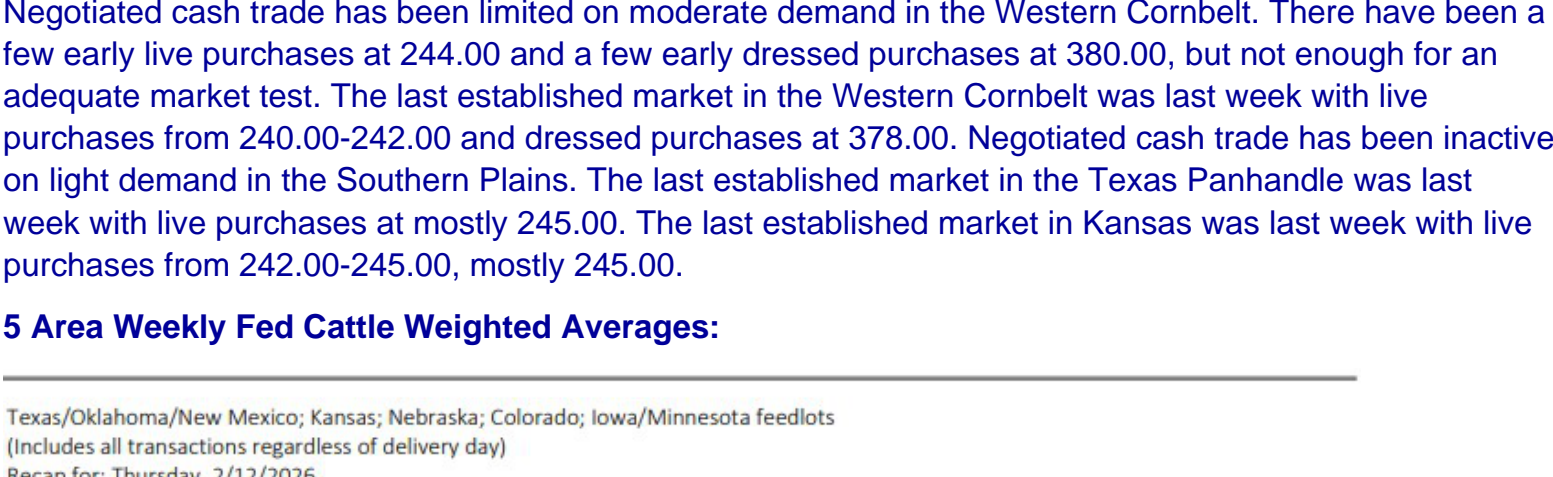 Negotiated cash trade has been limited on moderate demand in the Western Cornbelt. There have been a
few early live purchases at 244.00 and a few early dressed purchases at 380.00, but not enough for an
adequate market test. The last established market in the Western Cornbelt was last week with live
purchases from 240.00-242.00 and dressed purchases at 378.00. Negotiated cash trade has been inactive
on light demand in the Southern Plains. The last established market in the Texas Panhandle was last
week with live purchases at mostly 245.00. The last established market in Kansas was last week with live
purchases from 242.00-245.00, mostly 245.00.
5 Area Weekly Fed Cattle Weighted Averages:
Texas/Oklahoma/New Mexico; Kansas; Nebraska; Colorado; Iowa/Minnesota feedlots
(Includes all transactions regardless of delivery day)
Recap for: Thursday, 2/12/2026